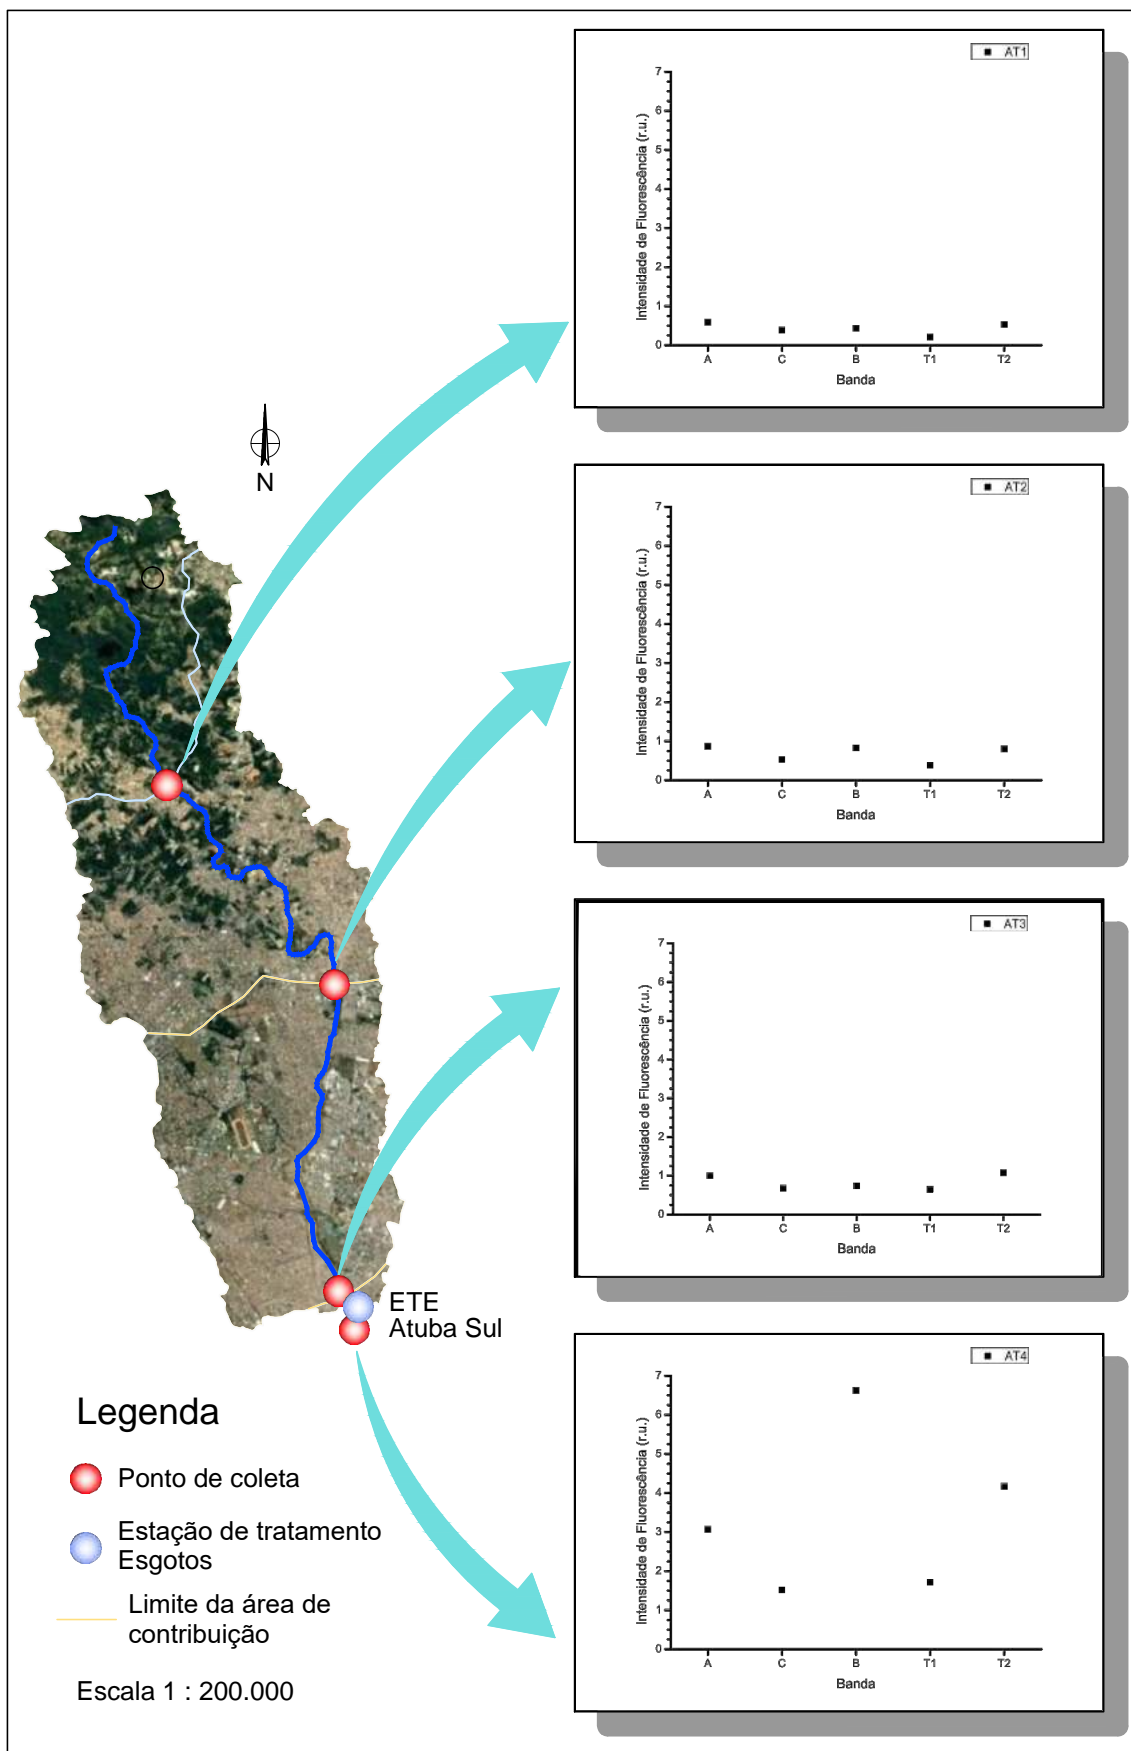 AT1
7
6
5
4
3
2
1
0
Intensidade de Fluorescência (r.u.)
A C B T1 T2
Banda
AT2
7
6
5
4
3
2
1
0
Intensidade de Fluorescência (r.u.)
A C B T1 T2
Banda
AT3
7
6
5
4
3
2
1
0
Intensidade de Fluorescência (r.u.)
A C B T1 T2
Banda
AT4
7
6
5
4
3
2
1
0
Intensidade de Fluorescência (r.u.)
A C B T1 T2
Banda
N
ETE
Atuba Sul
Legenda
Ponto de coleta
Estação de tratamento
Esgotos
Limite da área de
contribuição
Escala 1 : 200.000